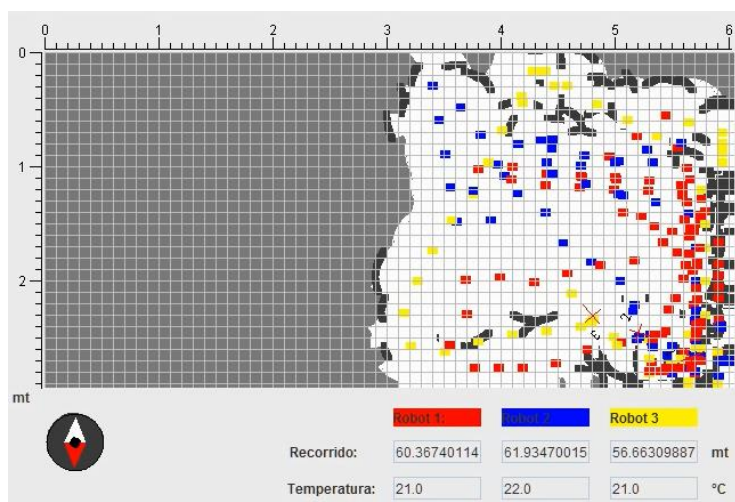 0 1 2 3 4 5 6
0
1
2
mt
Robot 1: Robot 2 Robot 3
Recorrido: 60.36740114 61.93470015 56.66309887 mt
Temperatura: 21.0 22.0 21.0 °C